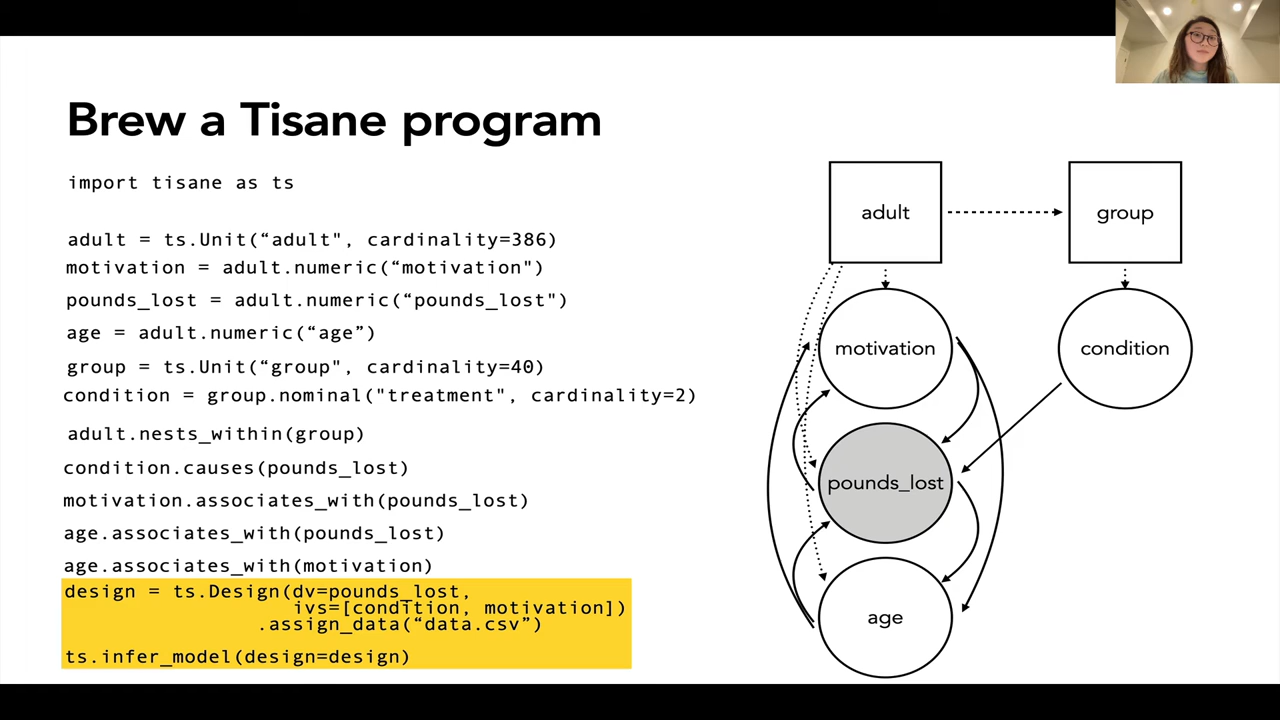 Brew a Tisane program
import tisane as ts
adult = ts.Unit(“adult", cardinality=386)
motivation = adult.numeric(“motivation")
pounds_lost = adult.numeric(“pounds_lost")
age = adult.numeric(“age”)
group = ts.Unit(“group", cardinality=40)
condition = group.nominal("treatment", cardinality=2)
adult.nests_within(group)
condition.causes(pounds_lost)
motivation.associates_with(pounds_lost)
age.associates_with(pounds_lost)
age.associates_with(motivation)
design = ts.Design(dv=pounds_lost,
ivs=[condition, motivation])
.assign_data(“data.csv”)
ts.infer_model(design=design)
adult
group
motivation
condition
pounds_lost
age